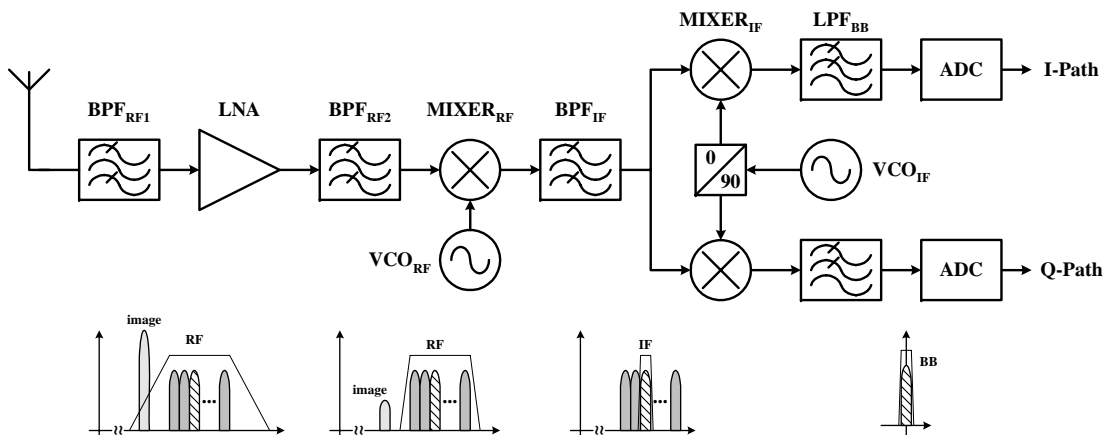 MIXER_IF
LPF_BB
ADC
I-Path
BPF_RF1
LNA
BPF_RF2
MIXER_RF
BPF_IF
0
90
VCO_IF
VCO_RF
ADC
Q-Path
image
RF
image
RF
IF
BB
...
...
...